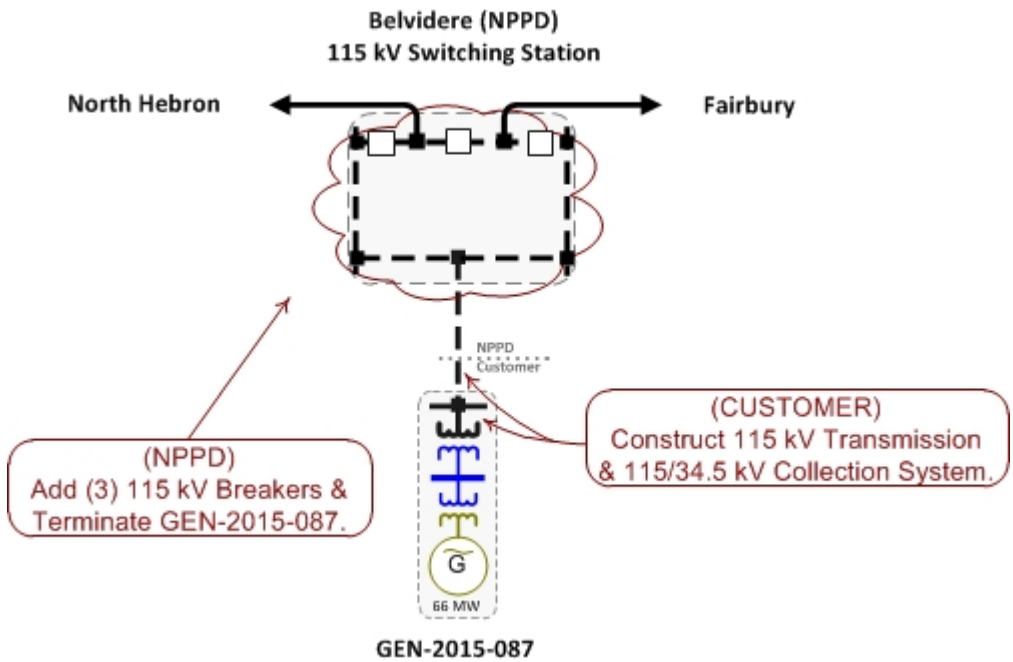 Belvidere (NPPD)
115 kV Switching Station
North Hebron
Fairbury
NPPD
Customer
(NPPD)
Add (3) 115 kV Breakers &
Terminate GEN-2015-087.
(CUSTOMER)
Construct 115 kV Transmission
& 115/34.5 kV Collection System.
G
66 MW
GEN-2015-087